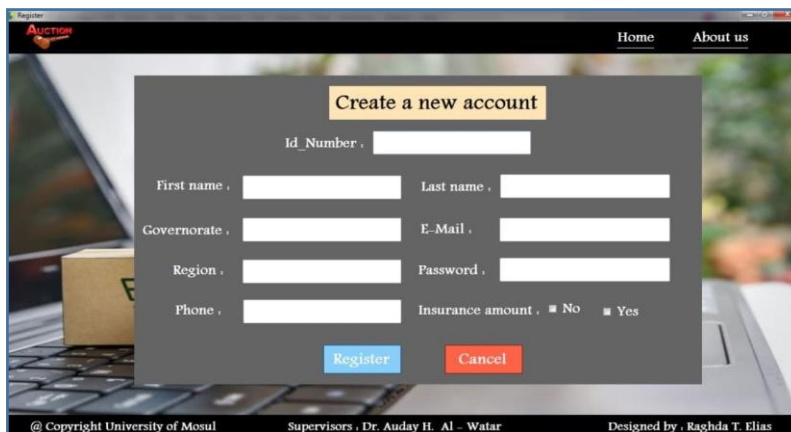 Register
AUCTION
Home About us
Create a new account
Id_Number :
First name : Last name :
Governorate : E-Mail :
Region : Password :
Phone : Insurance amount : No Yes
Register Cancel
@ Copyright University of Mosul Supervisors : Dr. Auday H. Al - Watar Designed by : Raghda T. Elias